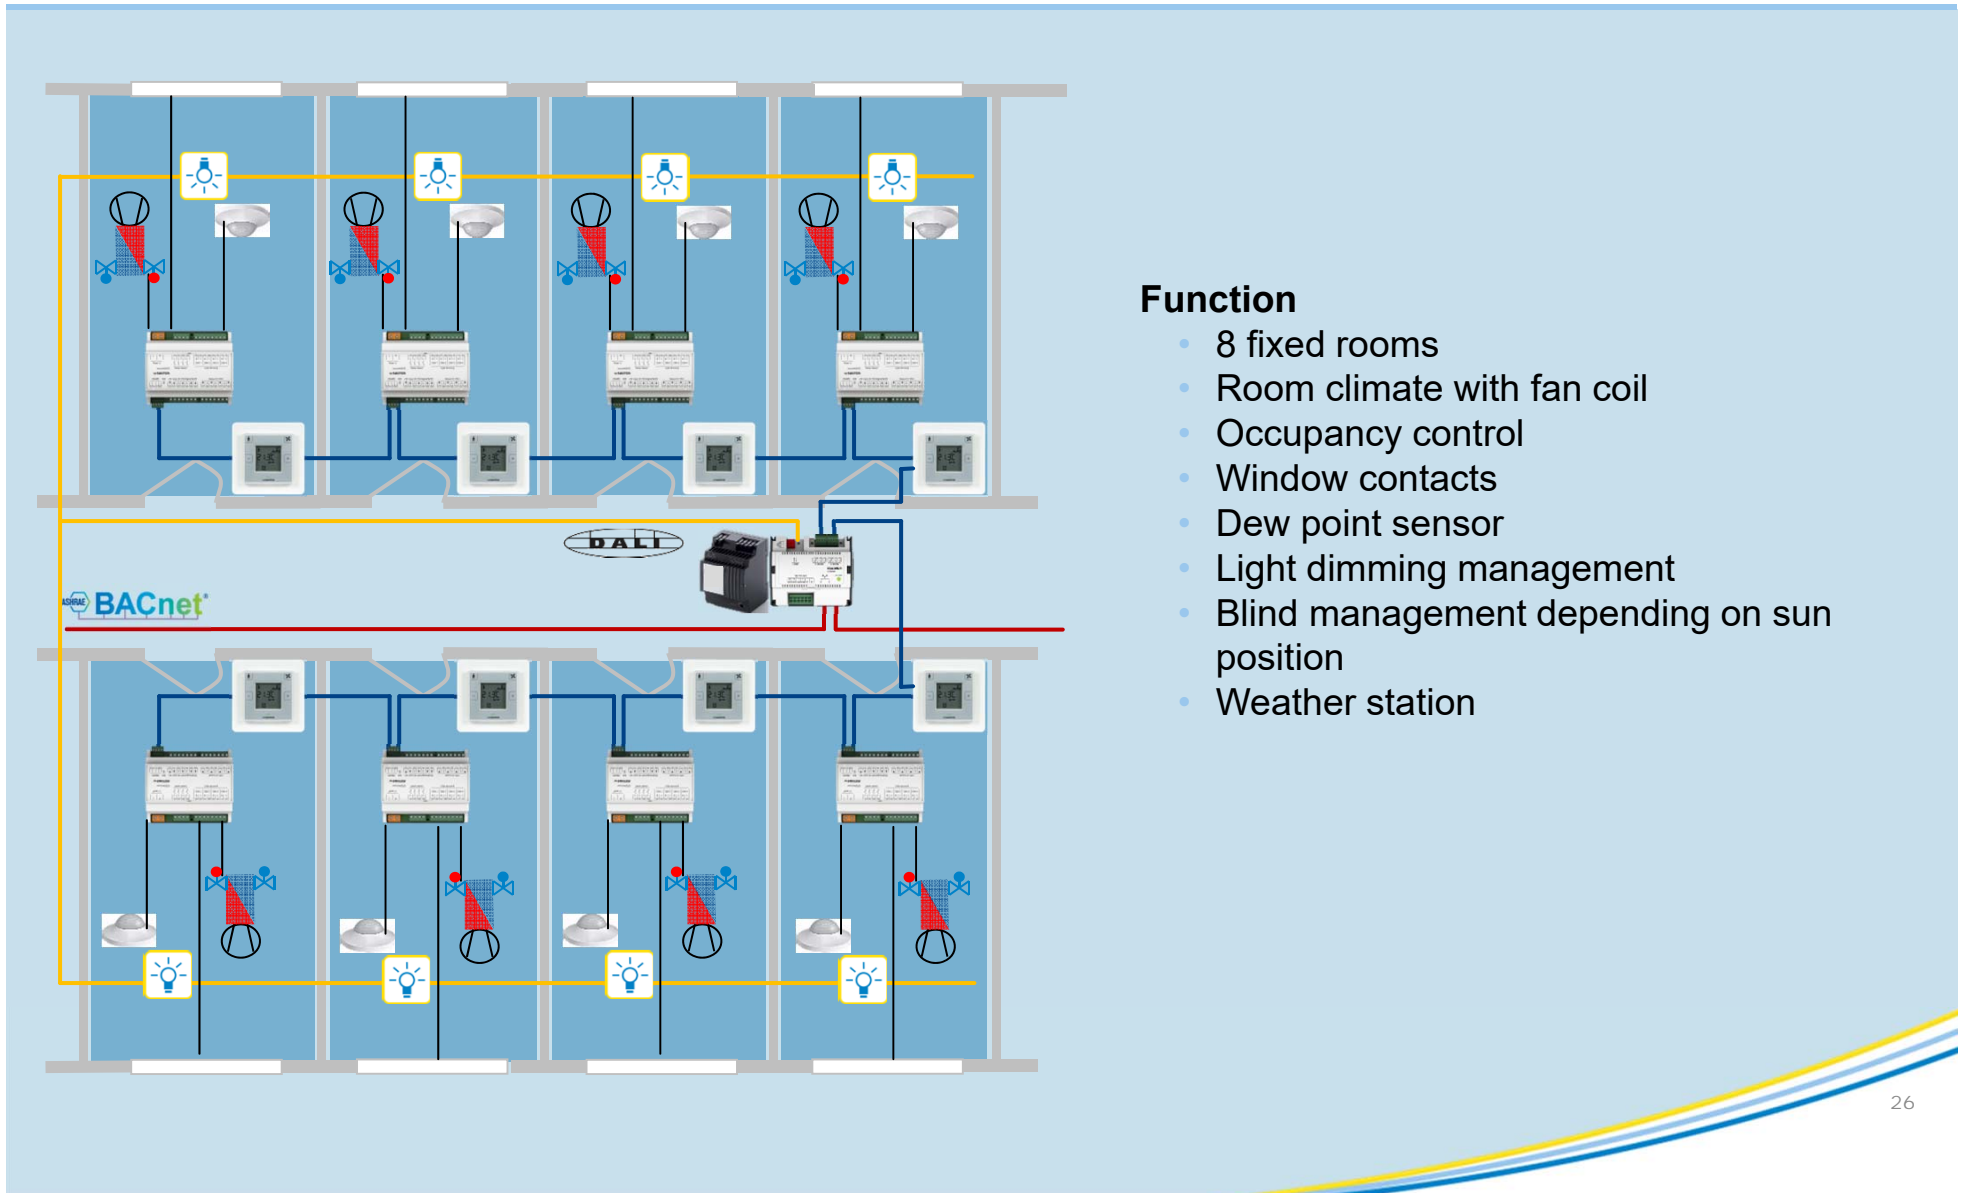 DALI
ASHRAE BACnet®
Function
8 fixed rooms
Room climate with fan coil
Occupancy control
Window contacts
Dew point sensor
Light dimming management
Blind management depending on sun
position
Weather station
26